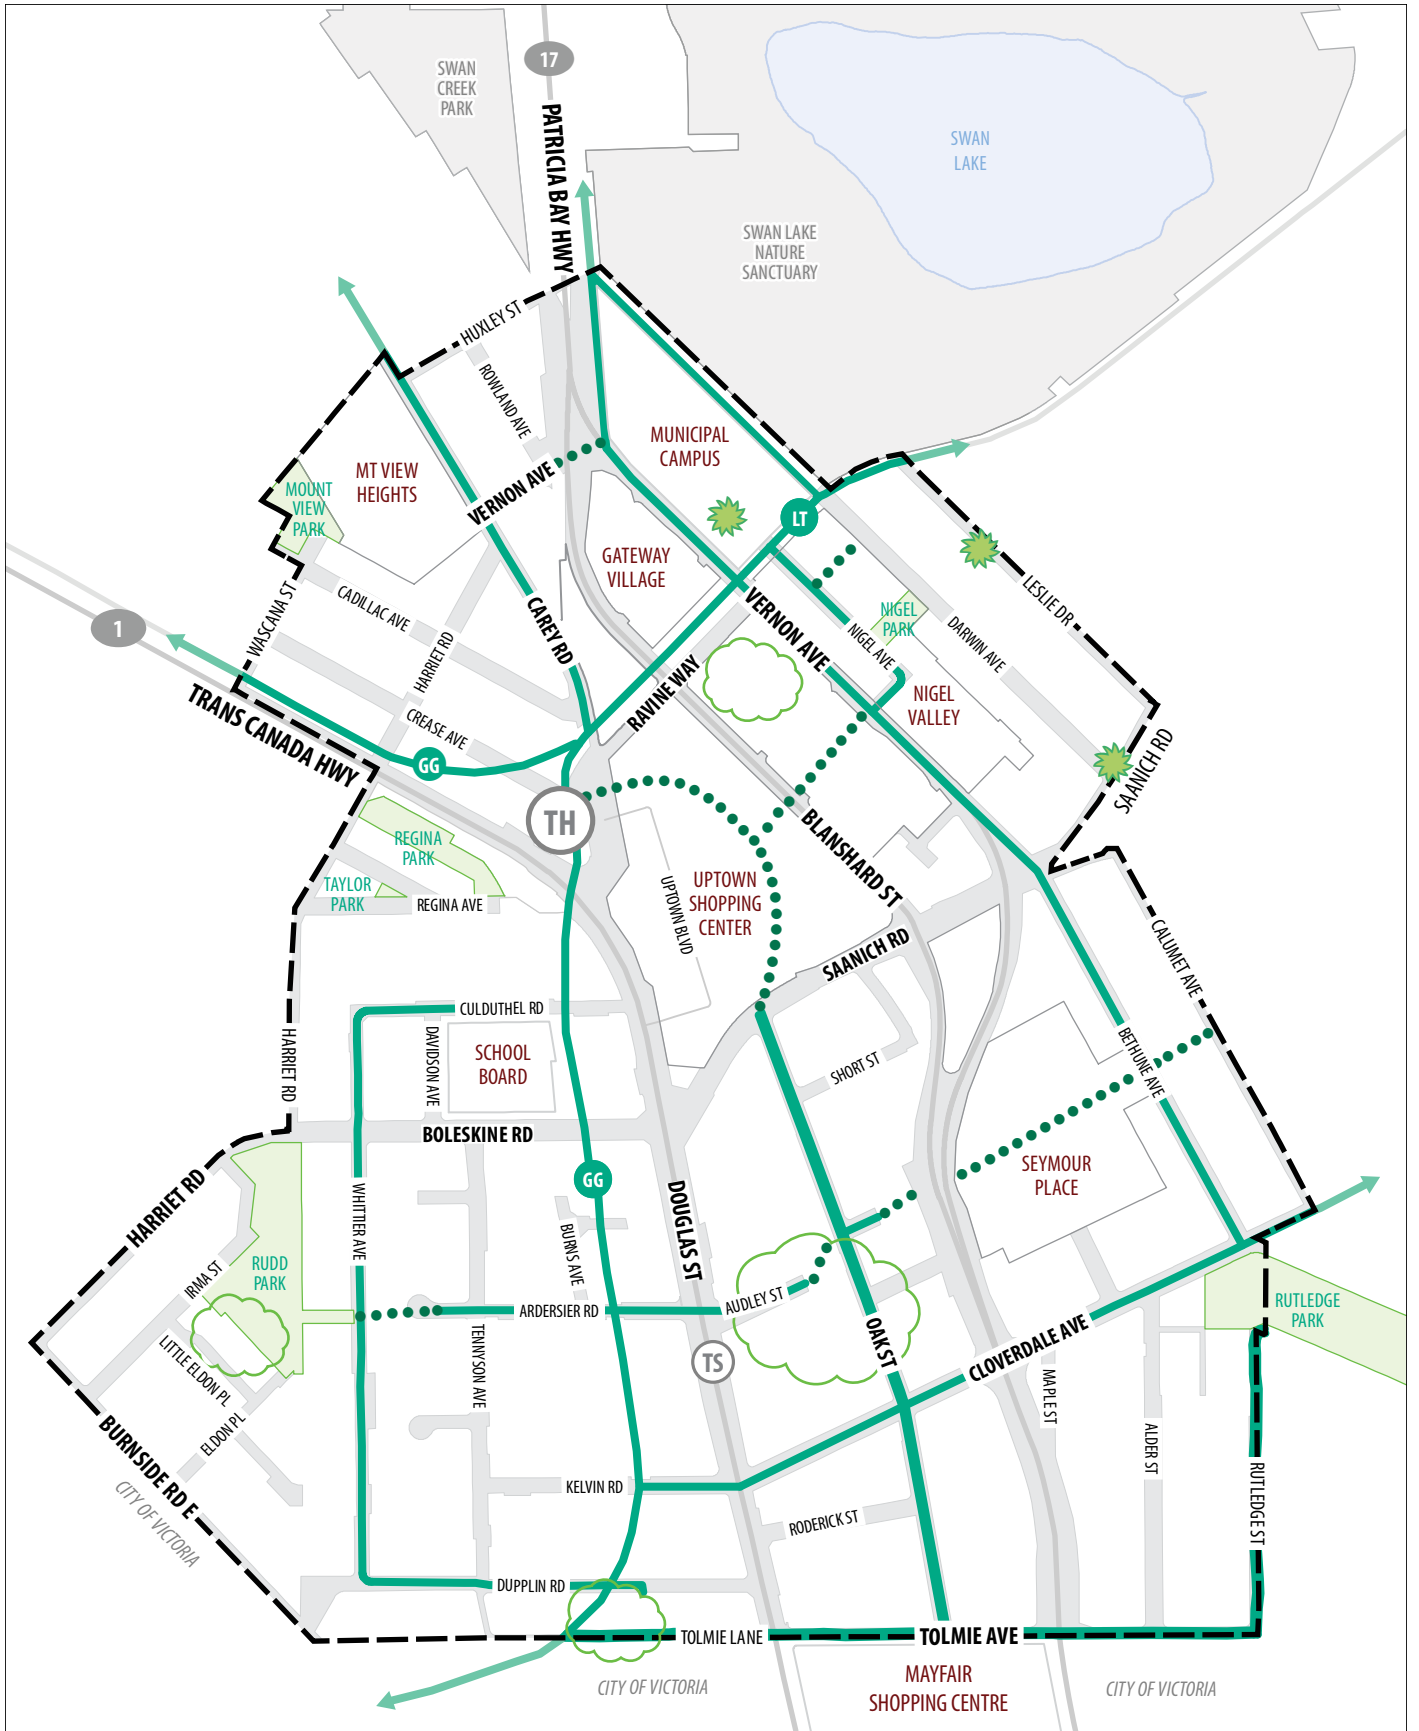 17
SWAN
CREEK
PARK
PATRICIA BAY HWY
SWAN
LAKE
SWAN LAKE
NATURE
SANCTUARY
HUXLEY ST
ROWLAND AVE
MUNICIPAL
CAMPUS
MT VIEW
HEIGHTS
VERNON AVE
MOUNT
VIEW
PARK
LT
GATEWAY
VILLAGE
CADILLAC AVE
WASCANA ST
CAREY RD
VERNON AVE
NIGEL
PARK
LESLIE DR
DARWIN AVE
NIGEL AVE
1
HARRIET RD
RAVINE WAY
NIGEL
VALLEY
TRANS CANADA HWY
CREASE AVE
GG
SAANICH RD
TH
REGINA
PARK
BLANSHARD ST
TAYLOR
PARK
REGINA AVE
UPTOWN BLVD
UPTOWN
SHOPPING
CENTER
SAANICH RD
CALUMET AVE
CULDUTHEL RD
DAVIDSON AVE
SCHOOL
BOARD
HARRIET RD
SHORT ST
BETHUNE AVE
BOLESKINE RD
SEYMOUR
PLACE
GG
HARRIET RD
WHITTIER AVE
DOUGLAS ST
BURNS AVE
RUDD
PARK
IRMA ST
ARDERSIER RD
AUDLEY ST
RUTLEDGE
PARK
OAK ST
CLOVERDALE AVE
TS
TENNYSON AVE
LITTLE ELDON PL
ELDON PL
MAPLE ST
ALDER ST
BURNSIDE RD E
CITY OF VICTORIA
KELVIN RD
RODERICK ST
RUTLEDGE ST
DUPPLIN RD
TOLMIE LANE
TOLMIE AVE
CITY OF VICTORIA
MAYFAIR
SHOPPING CENTRE
CITY OF VICTORIA